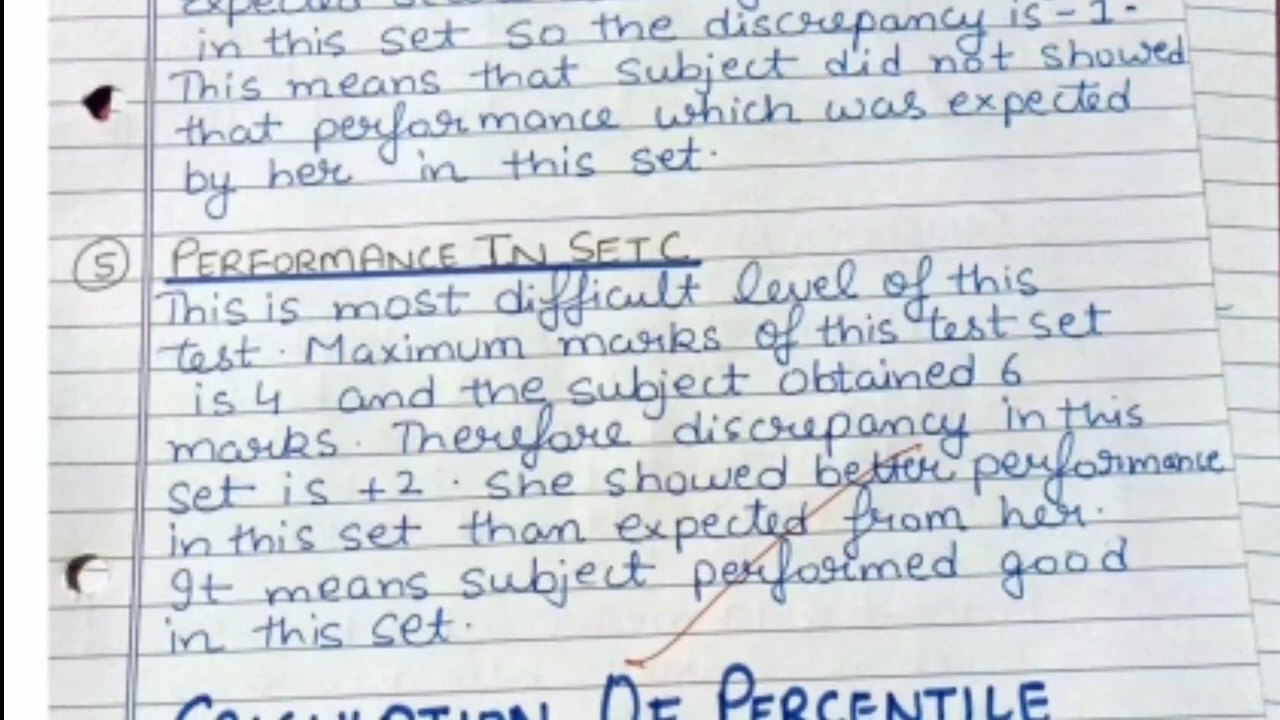 expected
in this set so the discrepancy is -1.
This means that subject did not showed
that performance which was expected
by her in this set.
5 PERFORMANCE IN SET C
This is most difficult level of this
test. Maximum marks of this test set
is 4 and the subject obtained 6
marks. Therefore discrepancy in this
set is +2. She showed better performance
in this set than expected from her.
It means subject performed good
in this set.
CALCULATION OF PERCENTILE